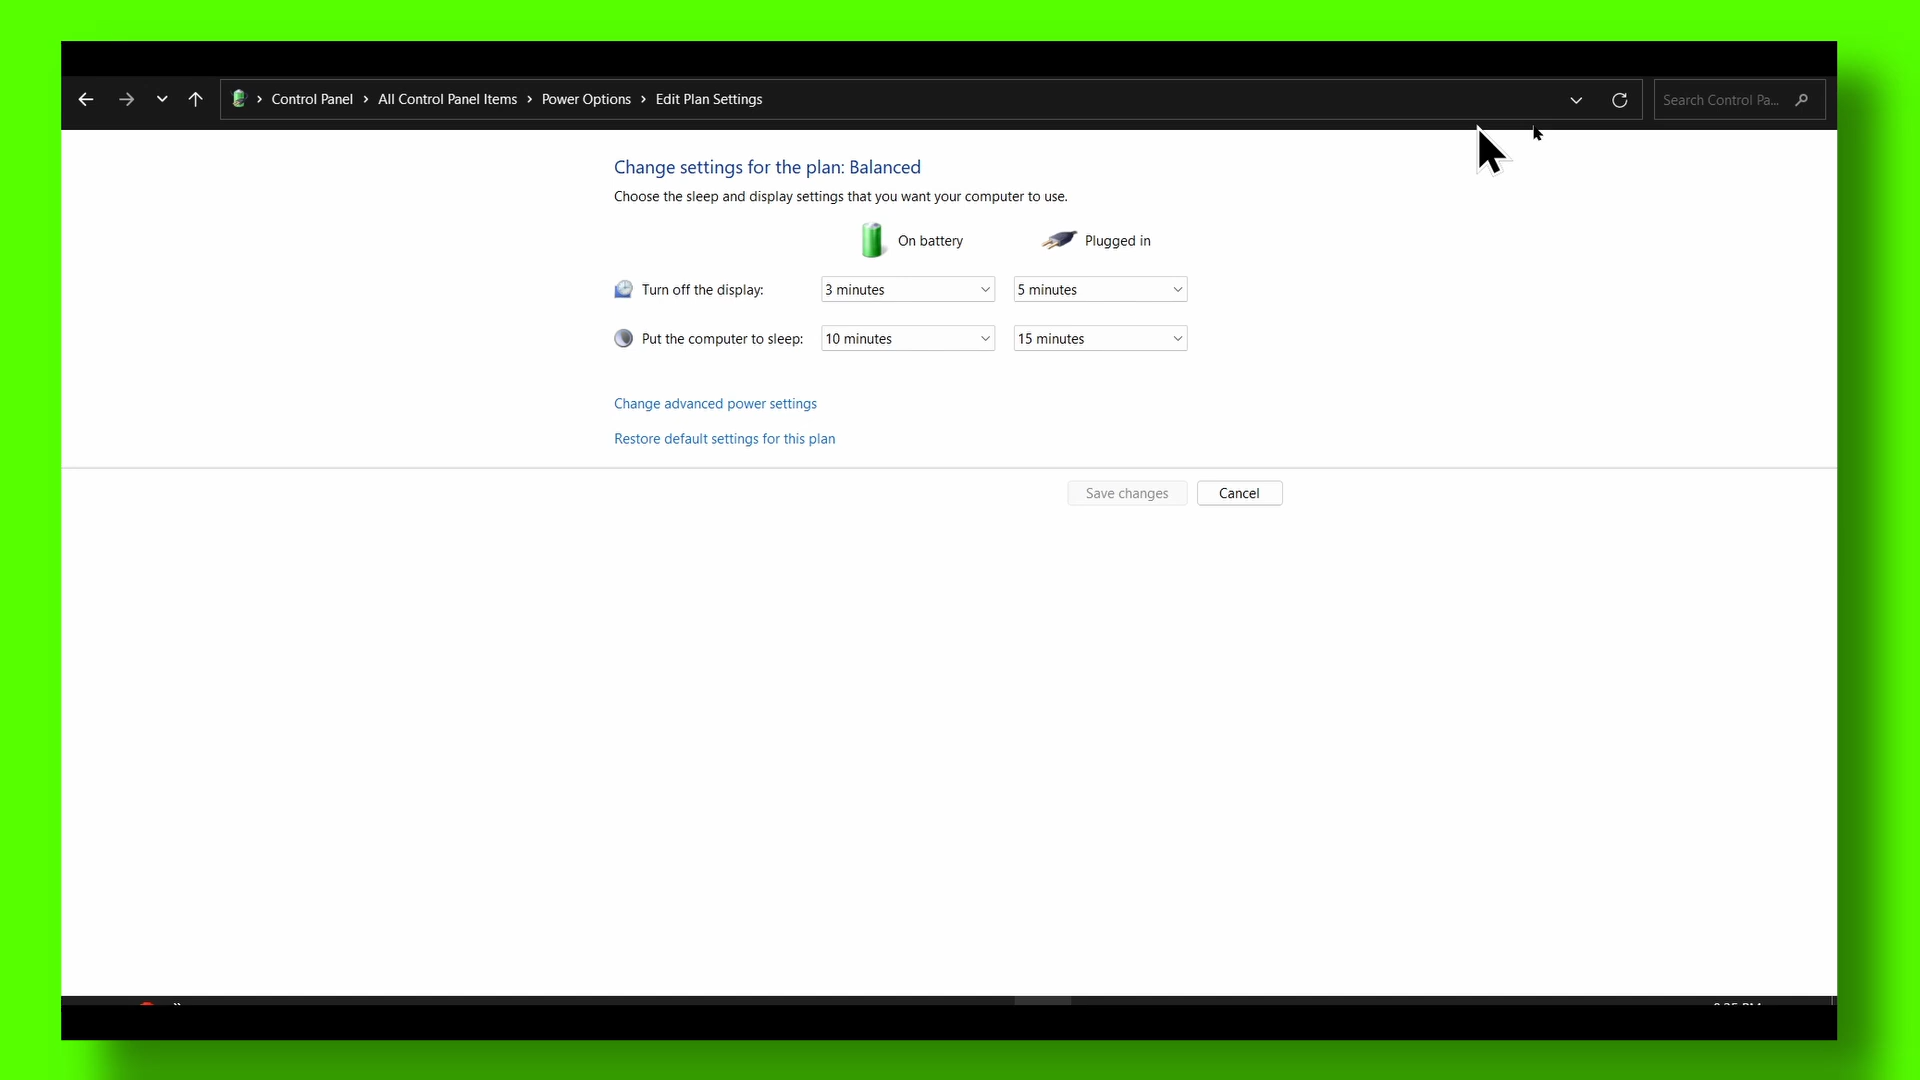 Control Panel > All Control Panel Items > Power Options > Edit Plan Settings
Search Control Pa...
Change settings for the plan: Balanced
Choose the sleep and display settings that you want your computer to use.
On battery Plugged in
Turn off the display: 3 minutes 5 minutes
Put the computer to sleep: 10 minutes 15 minutes
Change advanced power settings
Restore default settings for this plan
Save changes Cancel